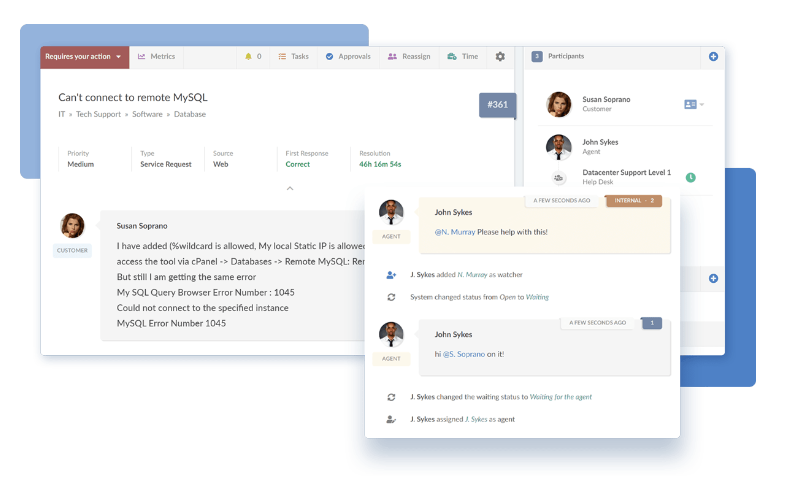 Requires your action
Metrics
0
Tasks
Approvals
Reassign
Time
3 Participants
Can't connect to remote MySQL
#361
IT » Tech Support » Software » Database
Susan Soprano
Customer
John Sykes
Agent
Datacenter Support Level 1
Help Desk
Priority
Medium
Type
Service Request
Source
Web
First Response
Correct
Resolution
46h 16m 54s
CUSTOMER
Susan Soprano
I have added (%wildcard is allowed, My local Static IP is allowe
access the tool via cPanel -> Databases -> Remote MySQL: Re
But still I am getting the same error
My SQL Query Browser Error Number : 1045
Could not connect to the specified instance
MySQL Error Number 1045
A FEW SECONDS AGO
INTERNAL - 2
AGENT
John Sykes
@N. Murray Please help with this!
J. Sykes added N. Murray as watcher
System changed status from Open to Waiting
A FEW SECONDS AGO
1
AGENT
John Sykes
hi @S. Soprano on it!
J. Sykes changed the waiting status to Waiting for the agent
J. Sykes assigned J. Sykes as agent